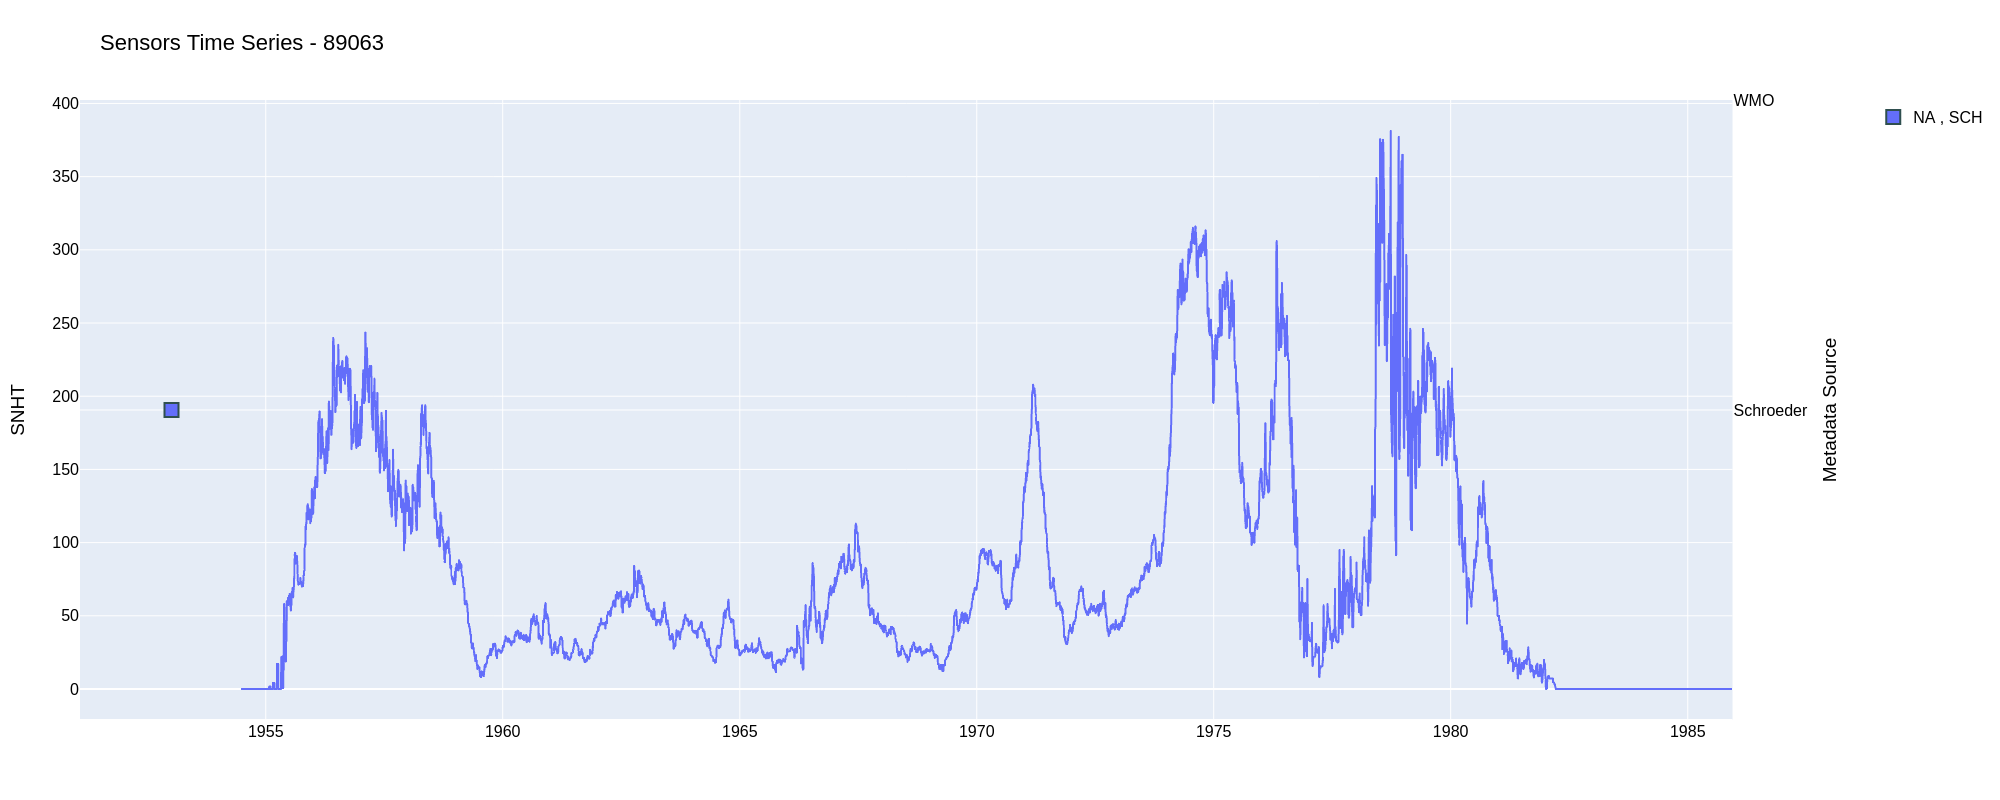 Sensors Time Series - 89063
400
350
300
250
200
150
100
50
0
SNHT
1955
1960
1965
1970
1975
1980
1985
WMO
Schroeder
Metadata Source
NA , SCH